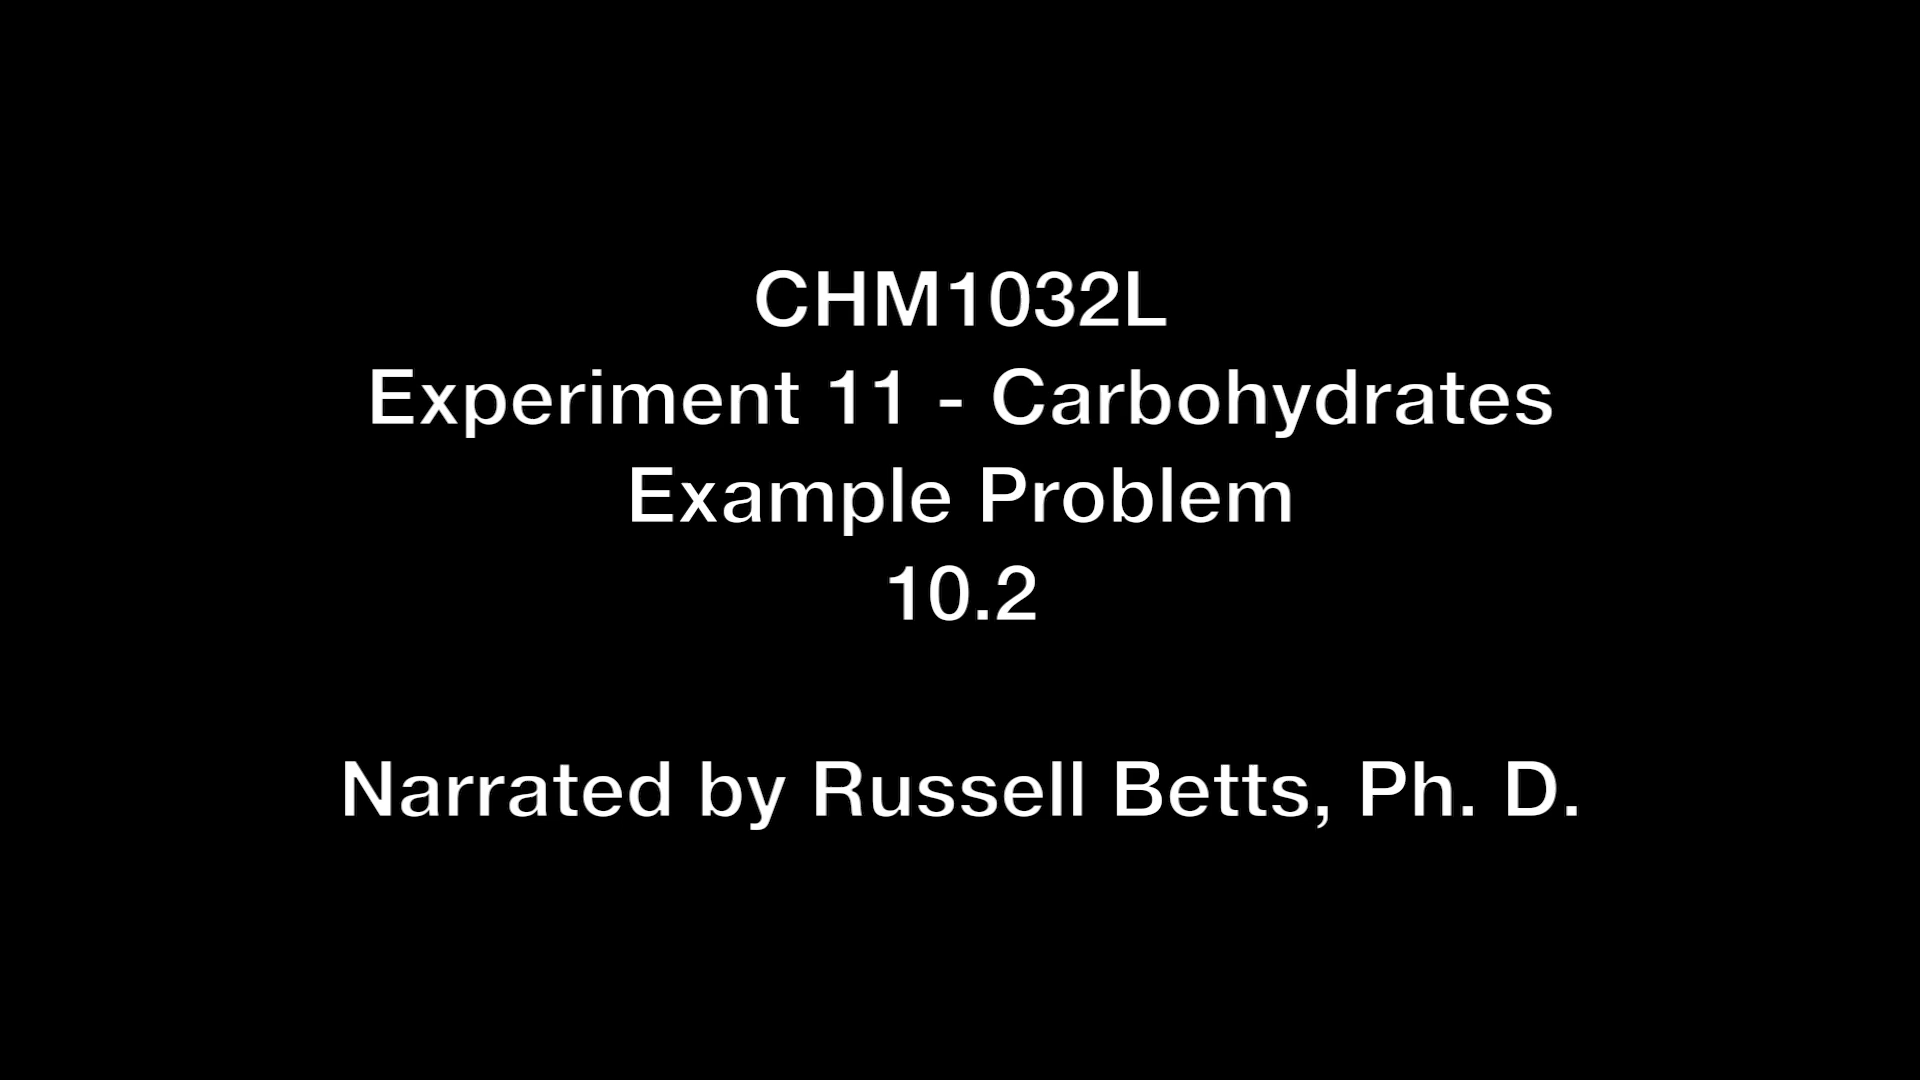 CHM1032L
Experiment 11 - Carbohydrates
Example Problem
10.2
Narrated by Russell Betts, Ph. D.